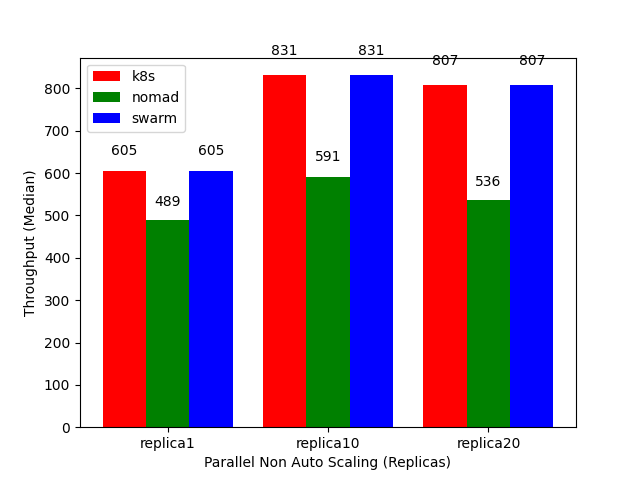 831
831
807
807
k8s
nomad
swarm
605
605
591
536
489
800
700
600
500
400
300
200
100
0
Throughput (Median)
replica1
replica10
replica20
Parallel Non Auto Scaling (Replicas)